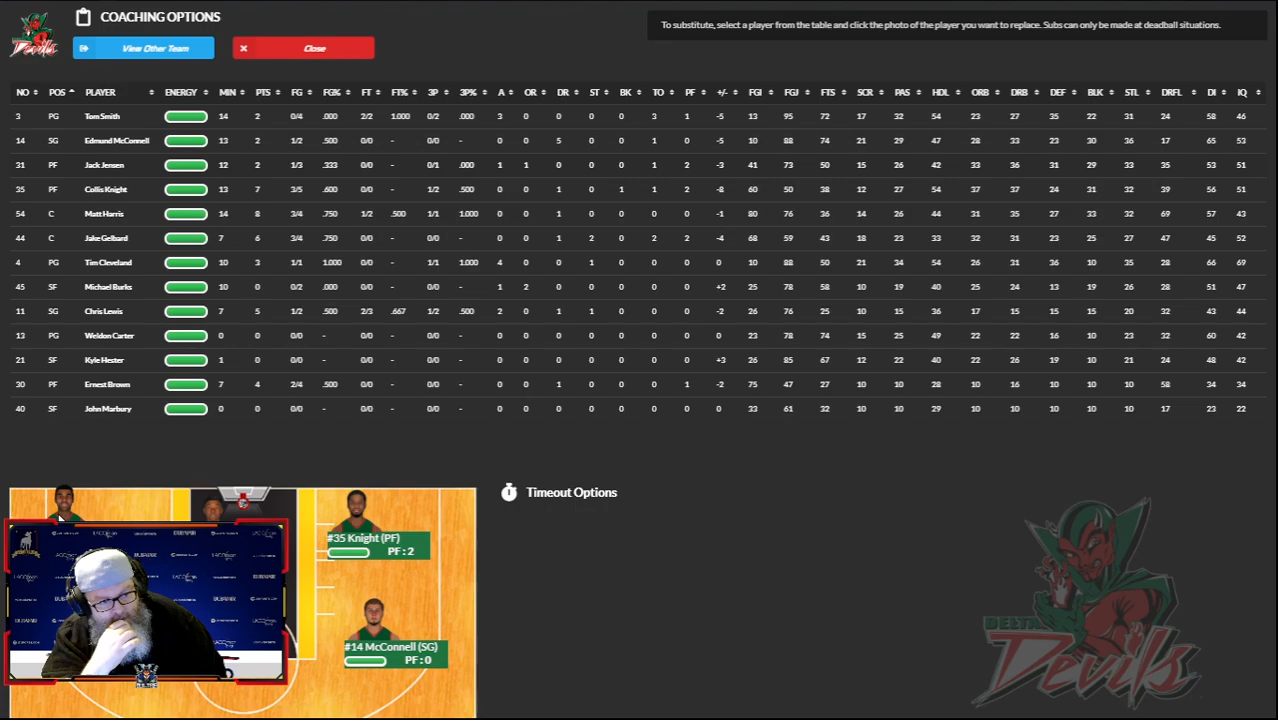 COACHING OPTIONS
View Other Team
Close
To substitute, select a player from the table and click the photo of the player you want to replace. Subs can only be made at deadball situations.
NO POS PLAYER ENERGY MIN PTS FG FG% FT FT% 3P 3P% A OR DR ST BK TO PF +/- FGI FGJ FTS SCR PAS HDL ORB DRB DEF BLK STL DRFL DI IQ
3 PG Tom Smith 14 2 0/4 .000 2/2 1.000 0/2 .000 3 0 0 0 0 3 1 -5 13 95 72 17 32 54 23 27 35 22 31 24 58 46
14 SG Edmund McConnell 13 2 1/2 .500 0/0 - 0/0 - 0 0 5 0 0 1 0 -5 10 88 74 21 29 47 28 33 23 30 36 17 65 53
31 PF Jack Jensen 12 2 1/3 .333 0/0 - 0/1 .000 1 1 0 0 0 1 2 -3 41 73 50 15 26 42 33 36 31 29 33 35 53 51
35 PF Collis Knight 13 7 3/5 .600 0/0 - 1/2 .500 0 0 1 0 1 1 2 -8 60 50 38 12 27 54 37 37 24 31 32 39 56 51
54 C Matt Harris 14 8 3/4 .750 1/2 .500 1/1 1.000 0 0 1 0 0 0 0 -1 80 76 36 14 26 44 31 35 27 33 32 69 57 43
44 C Jake Gelbard 7 6 3/4 .750 0/0 - 0/0 - 0 0 1 2 0 2 2 -4 68 59 43 18 23 33 32 31 23 25 27 47 45 52
4 PG Tim Cleveland 10 3 1/1 1.000 0/0 - 1/1 1.000 4 0 0 1 0 0 0 0 10 88 50 21 34 54 26 31 36 10 35 28 66 69
45 SF Michael Burks 10 0 0/2 .000 0/0 - 0/0 - 1 2 0 0 0 0 0 +2 25 78 58 10 19 40 25 24 13 19 26 28 51 47
11 SG Chris Lewis 7 5 1/2 .500 2/3 .667 1/2 .500 2 0 1 1 0 0 0 -2 26 76 25 10 15 36 17 15 15 15 20 32 43 44
13 PG Weldon Carter 0 0 0/0 - 0/0 - 0/0 - 0 0 0 0 0 0 0 0 23 78 74 15 25 49 22 22 16 10 23 32 60 42
21 SF Kyle Hester 1 0 0/0 - 0/0 - 0/0 - 0 0 0 0 0 0 0 +3 26 85 67 12 22 40 22 26 19 10 21 24 48 42
30 PF Ernest Brown 7 4 2/4 .500 0/0 - 0/0 - 0 0 1 0 0 0 1 -2 75 47 27 10 10 28 10 16 10 10 10 58 34 34
40 SF John Marbury 0 0 0/0 - 0/0 - 0/0 - 0 0 0 0 0 0 0 0 33 61 32 10 10 29 10 10 10 10 10 17 23 22
Timeout Options
#35 Knight (PF)
PF: 2
#14 McConnell (SG)
PF: 0
DELTA
Devils